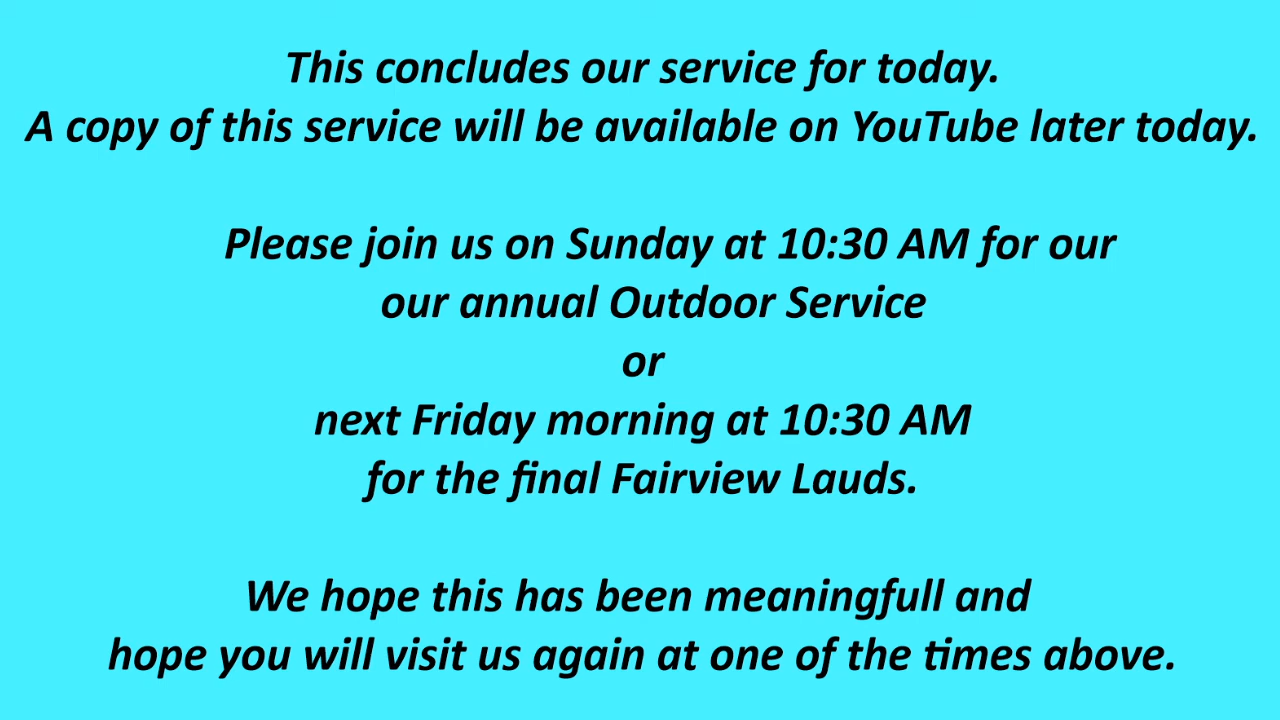 This concludes our service for today.
A copy of this service will be available on YouTube later today.
Please join us on Sunday at 10:30 AM for our
our annual Outdoor Service
or
next Friday morning at 10:30 AM
for the final Fairview Lauds.
We hope this has been meaningfull and
hope you will visit us again at one of the times above.